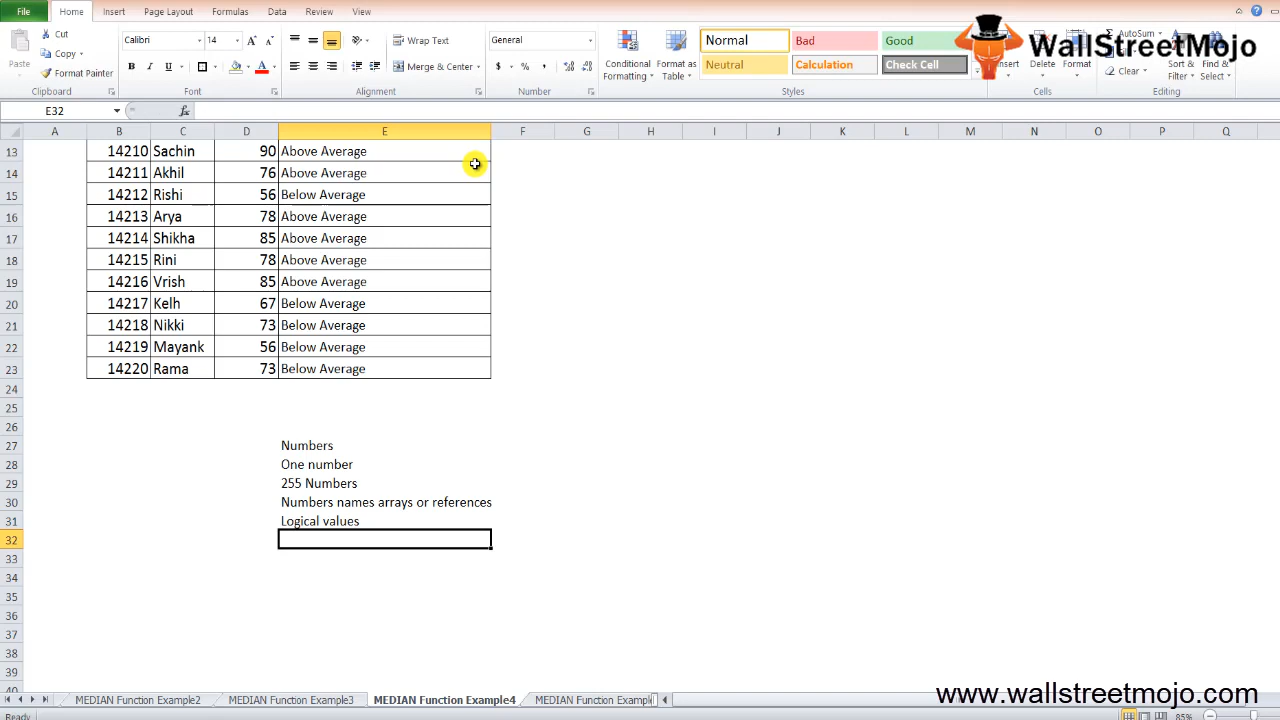 File Home Insert Page Layout Formulas Data Review View
Cut Calibri 14 Wrap Text General Normal Bad Good WallStreetMojo AutoSum
Copy
Paste Format Painter B I U Merge & Center $ % , Conditional Formatting Format as Table Neutral Calculation Check Cell Insert Delete Format Clear Sort & Filter Find & Select
Clipboard Font Alignment Number Styles Cells Editing
E32 fx
A B C D E F G H I J K L M N O P Q
13 14210 Sachin 90 Above Average
14 14211 Akhil 76 Above Average
15 14212 Rishi 56 Below Average
16 14213 Arya 78 Above Average
17 14214 Shikha 85 Above Average
18 14215 Rini 78 Above Average
19 14216 Vrish 85 Above Average
20 14217 Kelh 67 Below Average
21 14218 Nikki 73 Below Average
22 14219 Mayank 56 Below Average
23 14220 Rama 73 Below Average
24
25
26
27 Numbers
28 One number
29 255 Numbers
30 Numbers names arrays or references
31 Logical values
32
33
34
35
36
37
38
39
40
MEDIAN Function Example2 MEDIAN Function Example3 MEDIAN Function Example4 MEDIAN Function Exampl www.wallstreetmojo.com
Ready 85%